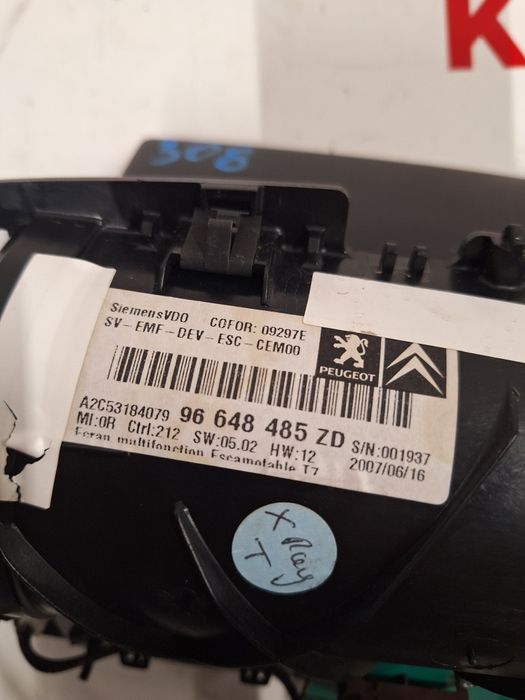 K
308
SiemensVDO COFOR: 09297E
SV-EMF-DEV-ESC-CEM00
PEUGEOT
A2C53184079 96 648 485 ZD S/N:001937
MI:0R Ctrl:212 SW:05.02 HW:12 2007/06/16
Ecran multifonction Escamotable T7
X Ray
T